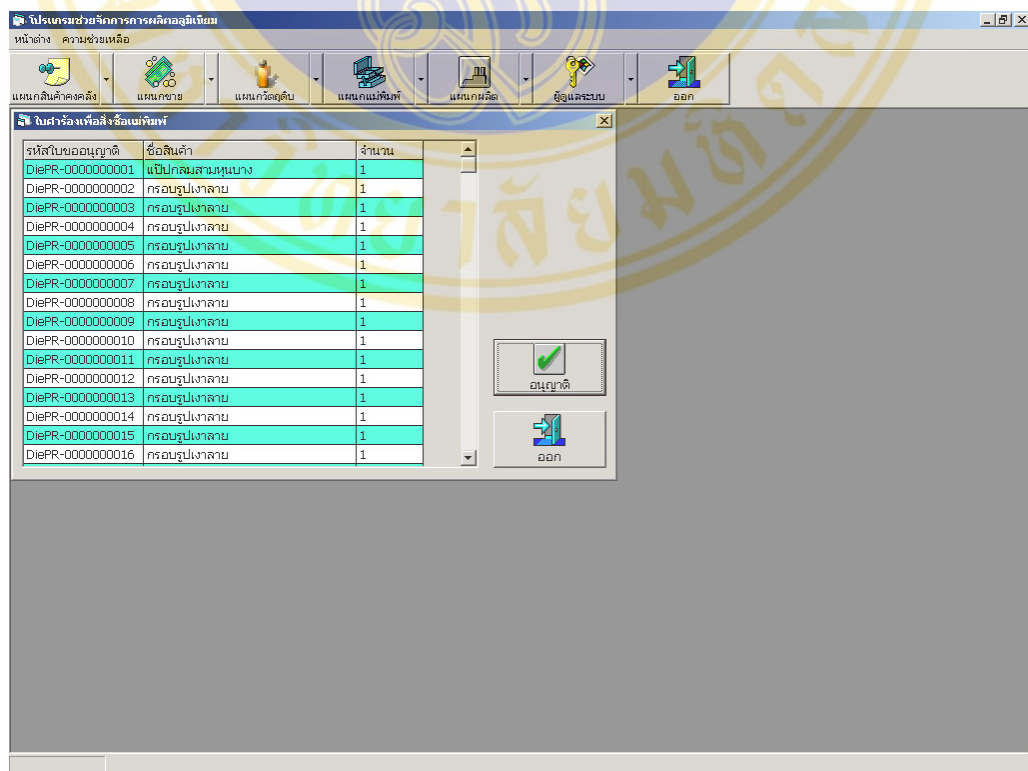 โปรแกรมช่วยจัดการการผลิตอลูมิเนียม
หน้าต่าง ความช่วยเหลือ
แผนกสินค้าคงคลัง แผนกขาย แผนกวัตถุดิบ แผนกแม่พิมพ์ แผนกผลิต ผู้ดูแลระบบ ออก
ใบคำร้องเพื่อสั่งซื้อแม่พิมพ์
รหัสใบขออนุญาติ ชื่อสินค้า จำนวน
DiePR-0000000001 แป๊ปกลมสามหุนบาง 1
DiePR-0000000002 กรอบรูปเงาลาย 1
DiePR-0000000003 กรอบรูปเงาลาย 1
DiePR-0000000004 กรอบรูปเงาลาย 1
DiePR-0000000005 กรอบรูปเงาลาย 1
DiePR-0000000006 กรอบรูปเงาลาย 1
DiePR-0000000007 กรอบรูปเงาลาย 1
DiePR-0000000008 กรอบรูปเงาลาย 1
DiePR-0000000009 กรอบรูปเงาลาย 1
DiePR-0000000010 กรอบรูปเงาลาย 1
DiePR-0000000011 กรอบรูปเงาลาย 1
DiePR-0000000012 กรอบรูปเงาลาย 1
DiePR-0000000013 กรอบรูปเงาลาย 1
DiePR-0000000014 กรอบรูปเงาลาย 1
DiePR-0000000015 กรอบรูปเงาลาย 1
DiePR-0000000016 กรอบรูปเงาลาย 1
อนุญาติ
ออก